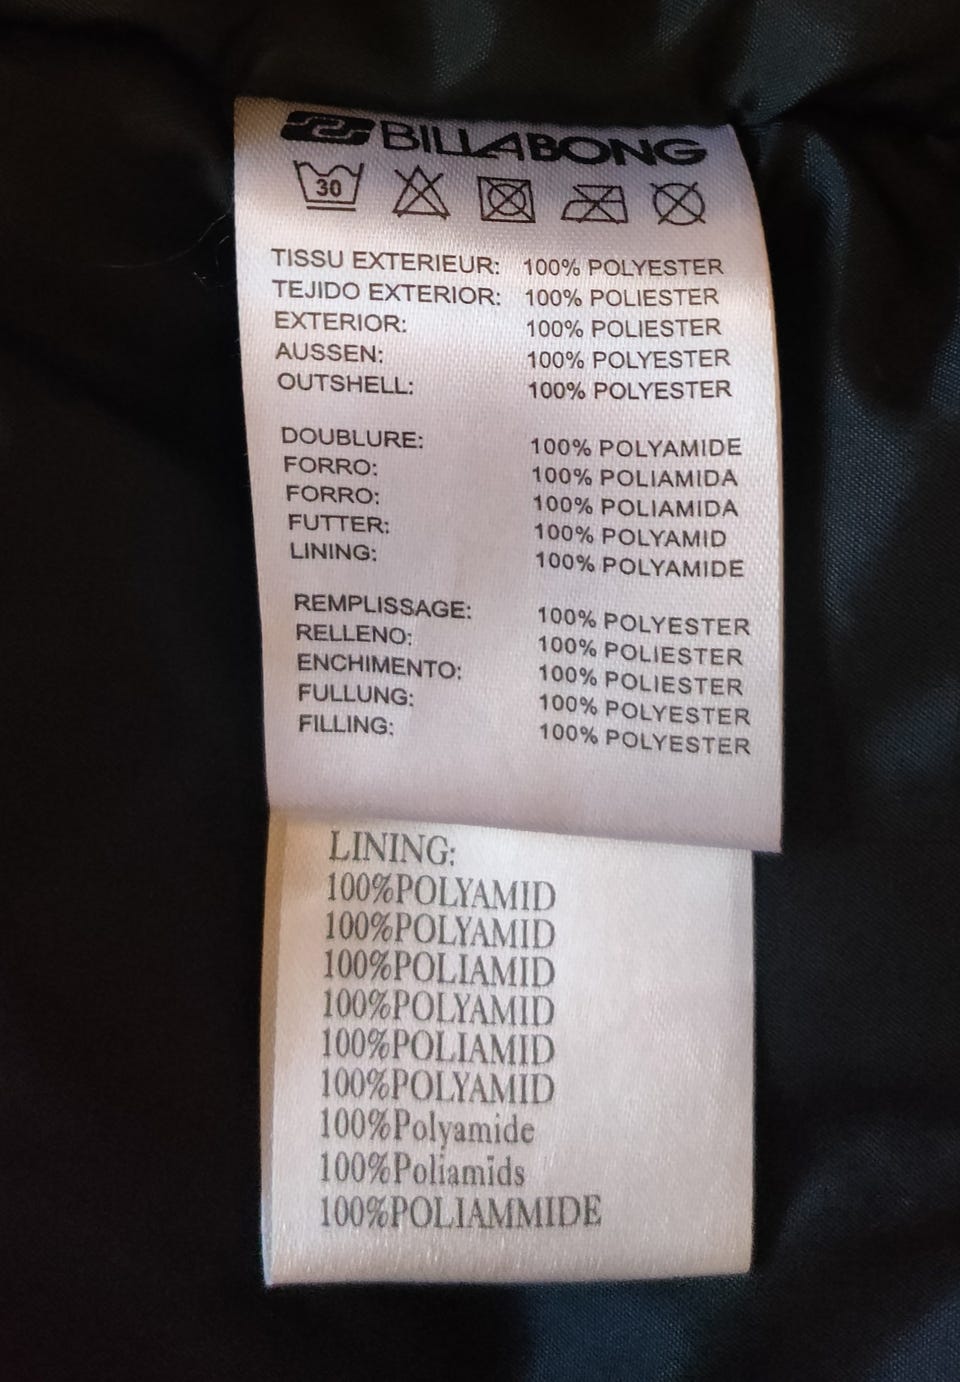 BILLABONG
30
TISSU EXTERIEUR: 100% POLYESTER
TEJIDO EXTERIOR: 100% POLIESTER
EXTERIOR: 100% POLIESTER
AUSSEN: 100% POLYESTER
OUTSHELL: 100% POLYESTER
DOUBLURE: 100% POLYAMIDE
FORRO: 100% POLIAMIDA
FORRO: 100% POLIAMIDA
FUTTER: 100% POLYAMID
LINING: 100% POLYAMIDE
REMPLISSAGE: 100% POLYESTER
RELLENO: 100% POLIESTER
ENCHIMENTO: 100% POLIESTER
FULLUNG: 100% POLYESTER
FILLING: 100% POLYESTER
LINING:
100%POLYAMID
100%POLYAMID
100%POLIAMID
100%POLYAMID
100%POLIAMID
100%POLYAMID
100%Polyamide
100%Poliamīds
100%POLIAMMIDE